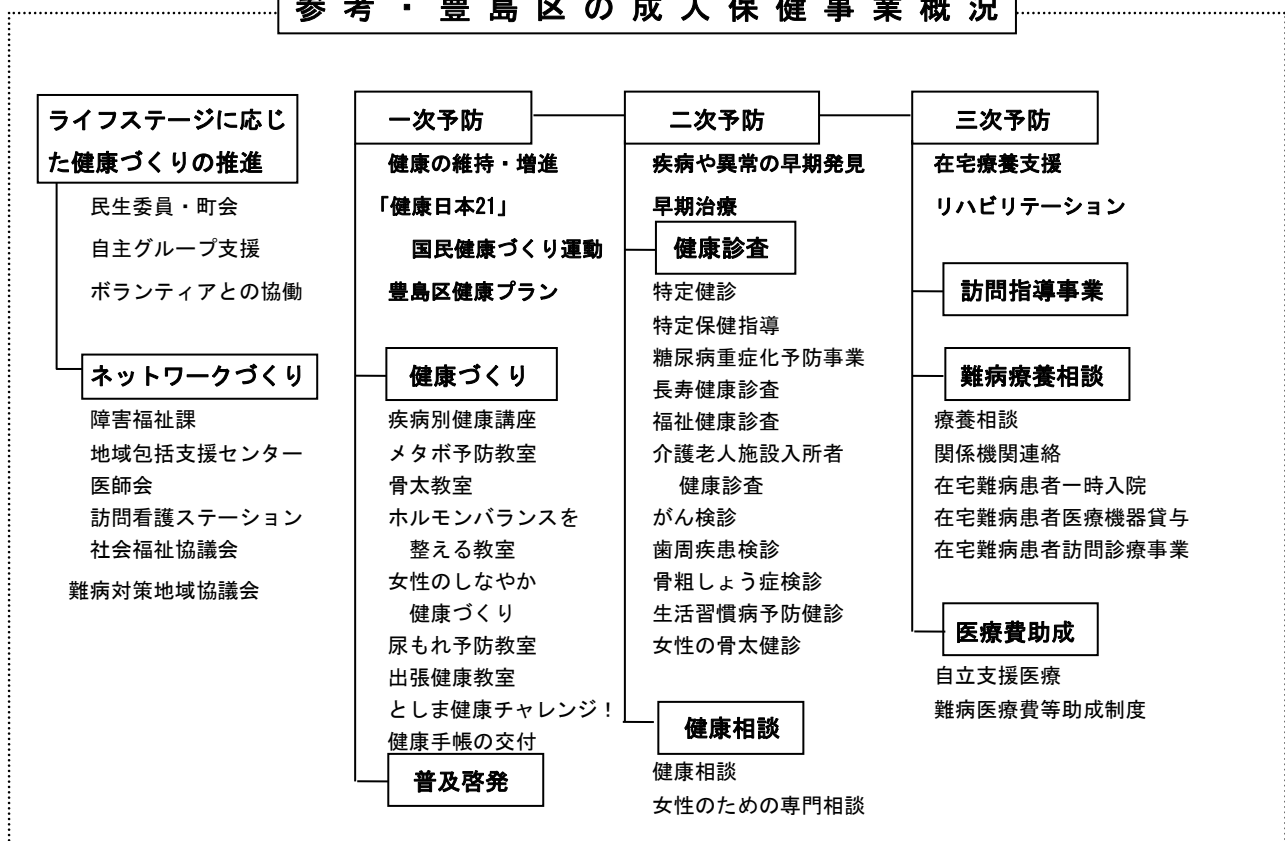 参考・豊島区の成人保健事業概況
ライフステージに応じ
た健康づくりの推進
民生委員・町会
自主グループ支援
ボランティアとの協働
ネットワークづくり
障害福祉課
地域包括支援センター
医師会
訪問看護ステーション
社会福祉協議会
難病対策地域協議会
一次予防
健康の維持・増進
「健康日本21」
国民健康づくり運動
豊島区健康プラン
健康づくり
疾病別健康講座
メタボ予防教室
骨太教室
ホルモンバランスを
整える教室
女性のしなやか
健康づくり
尿もれ予防教室
出張健康教室
としま健康チャレンジ！
健康手帳の交付
普及啓発
二次予防
疾病や異常の早期発見
早期治療
健康診査
特定健診
特定保健指導
糖尿病重症化予防事業
長寿健康診査
福祉健康診査
介護老人施設入所者
健康診査
がん検診
歯周疾患検診
骨粗しょう症検診
生活習慣病予防健診
女性の骨太健診
健康相談
健康相談
女性のための専門相談
三次予防
在宅療養支援
リハビリテーション
訪問指導事業
難病療養相談
療養相談
関係機関連絡
在宅難病患者一時入院
在宅難病患者医療機器貸与
在宅難病患者訪問診療事業
医療費助成
自立支援医療
難病医療費等助成制度